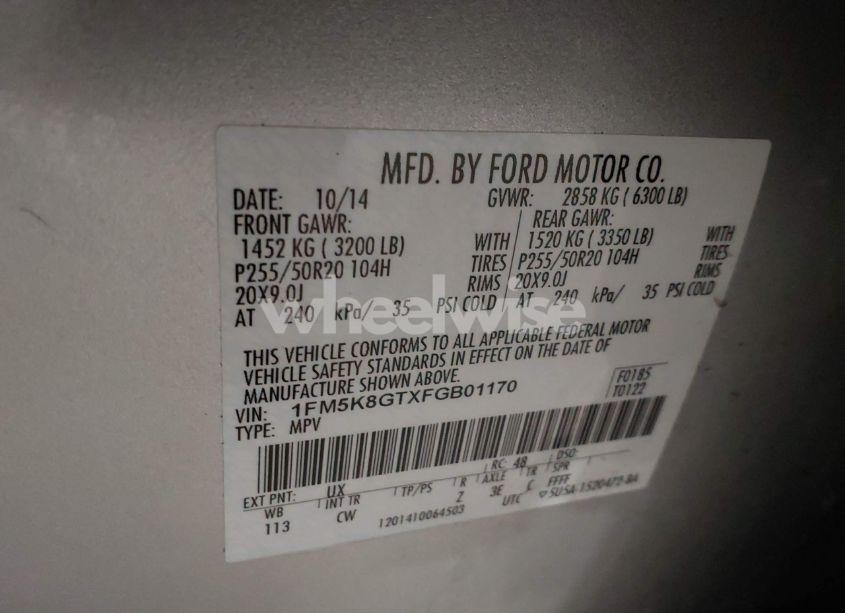 MFD. BY FORD MOTOR CO.
DATE: 10/14 GVWR: 2858 KG ( 6300 LB)
FRONT GAWR: REAR GAWR:
1452 KG ( 3200 LB) WITH 1520 KG ( 3350 LB) WITH
P255/50R20 104H TIRES P255/50R20 104H TIRES
20X9.0J RIMS 20X9.0J RIMS
AT 240 kPa/ 35 PSI COLD AT 240 kPa/ 35 PSI COLD
wheelwise
THIS VEHICLE CONFORMS TO ALL APPLICABLE FEDERAL MOTOR
VEHICLE SAFETY STANDARDS IN EFFECT ON THE DATE OF
MANUFACTURE SHOWN ABOVE.
VIN: 1FM5K8GTXFGB01170 F0185
TYPE: MPV T0122
EXT PNT: UX RC: 48 DSO:
WB INT TR TP/PS R AXLE TR SPR
113 CW Z 3E C FFFF
1201410064503 UTC